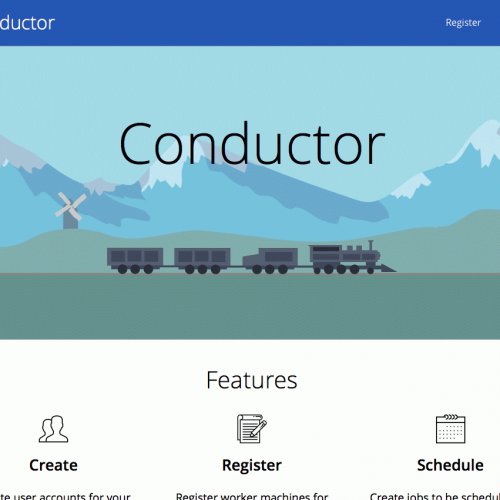 ductor
Register
Conductor
Features
Create
Register
Schedule
te user accounts for your
Register worker machines for
Create jobs to be schedul